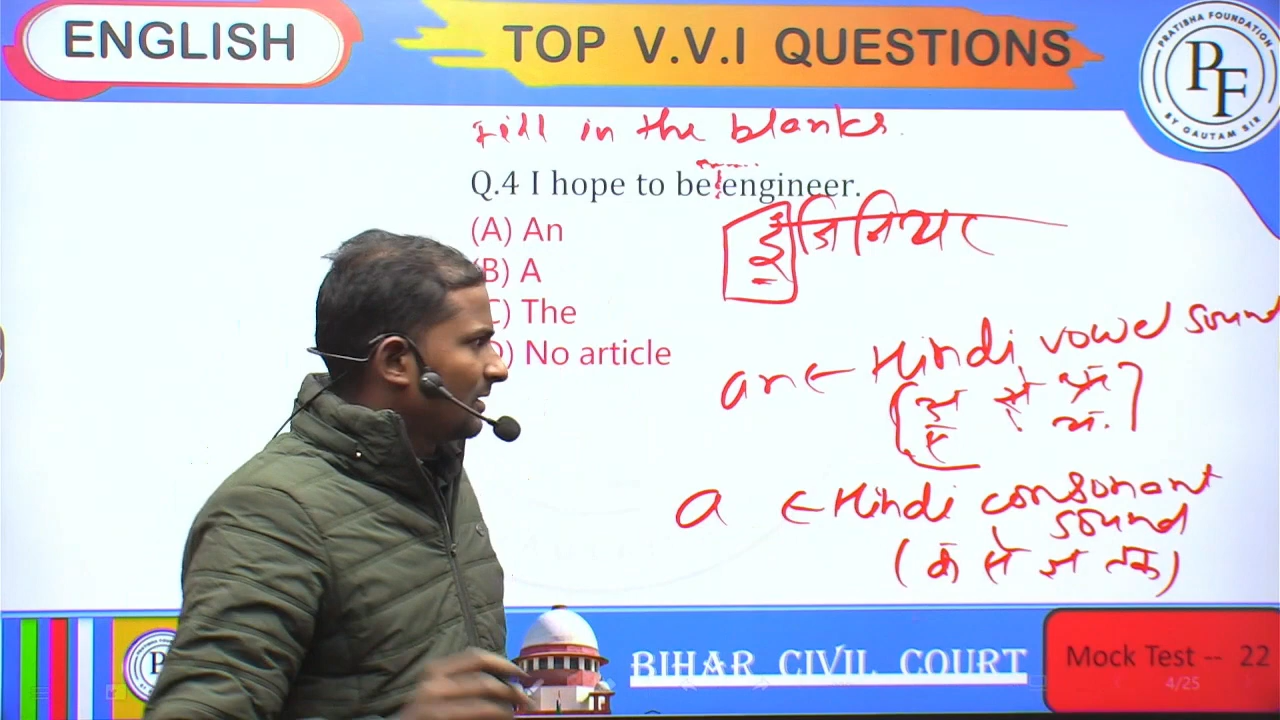 ENGLISH
TOP V.V.I QUESTIONS
PRATIBHA FOUNDATION
PF
BY GAUTAM SIR
Fill in the blanks
Q.4 I hope to be engineer.
(A) An
B) A
) The
) No article
इंजिनियर
an ← Hindi vowel sound
a ← Hindi consonant
sound
BIHAR CIVIL COURT
Mock Test -- 22
4/25